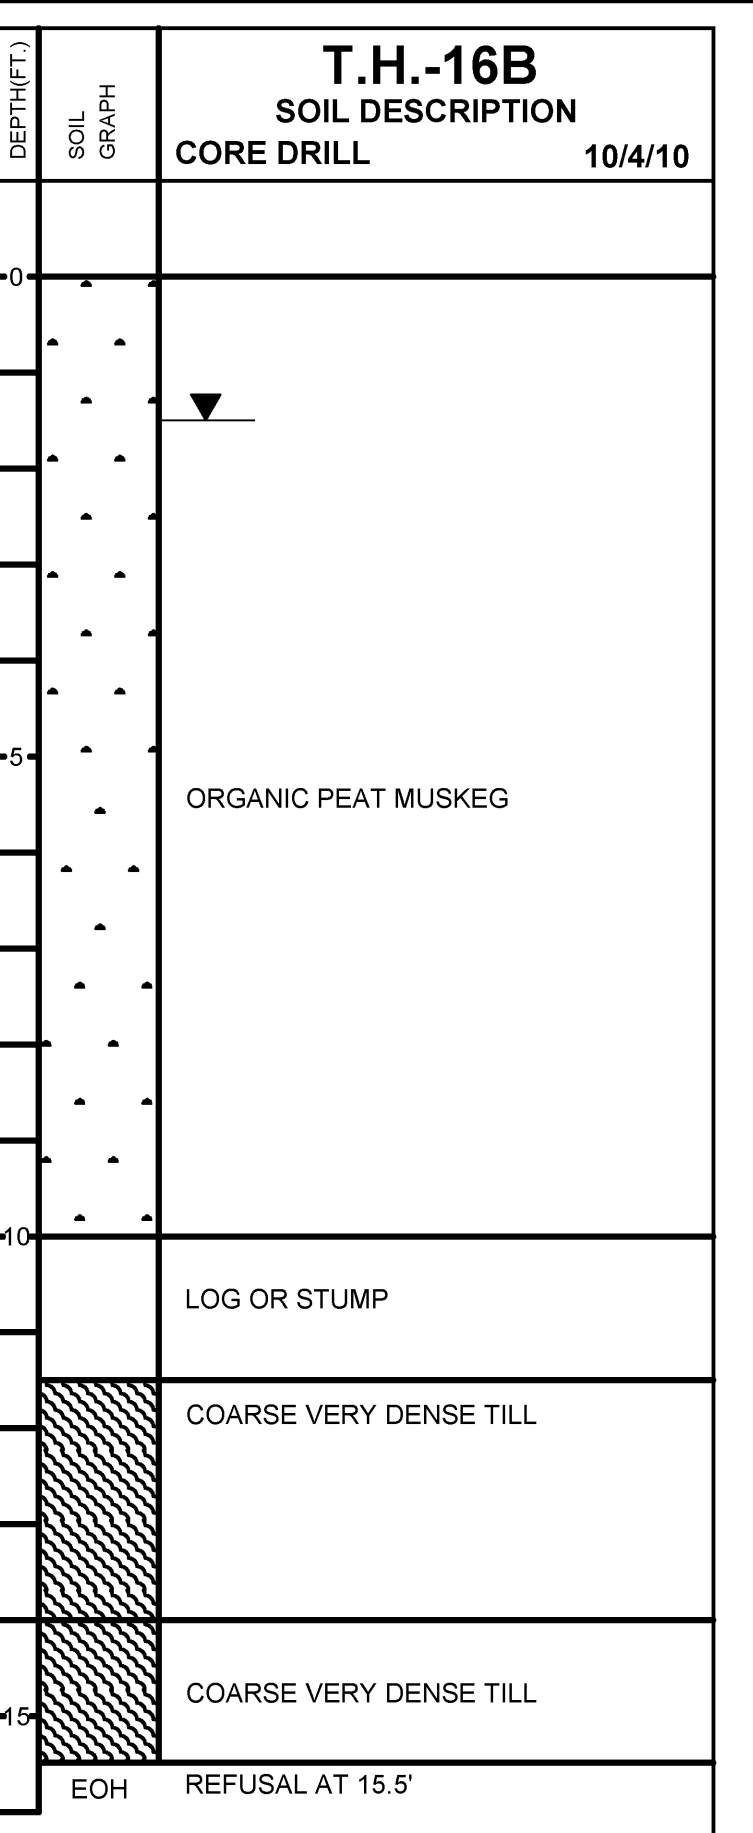 DEPTH(FT.)
SOIL
GRAPH
T.H.-16B
SOIL DESCRIPTION
CORE DRILL 10/4/10
0
5
ORGANIC PEAT MUSKEG
10
LOG OR STUMP
COARSE VERY DENSE TILL
COARSE VERY DENSE TILL
15
EOH REFUSAL AT 15.5'